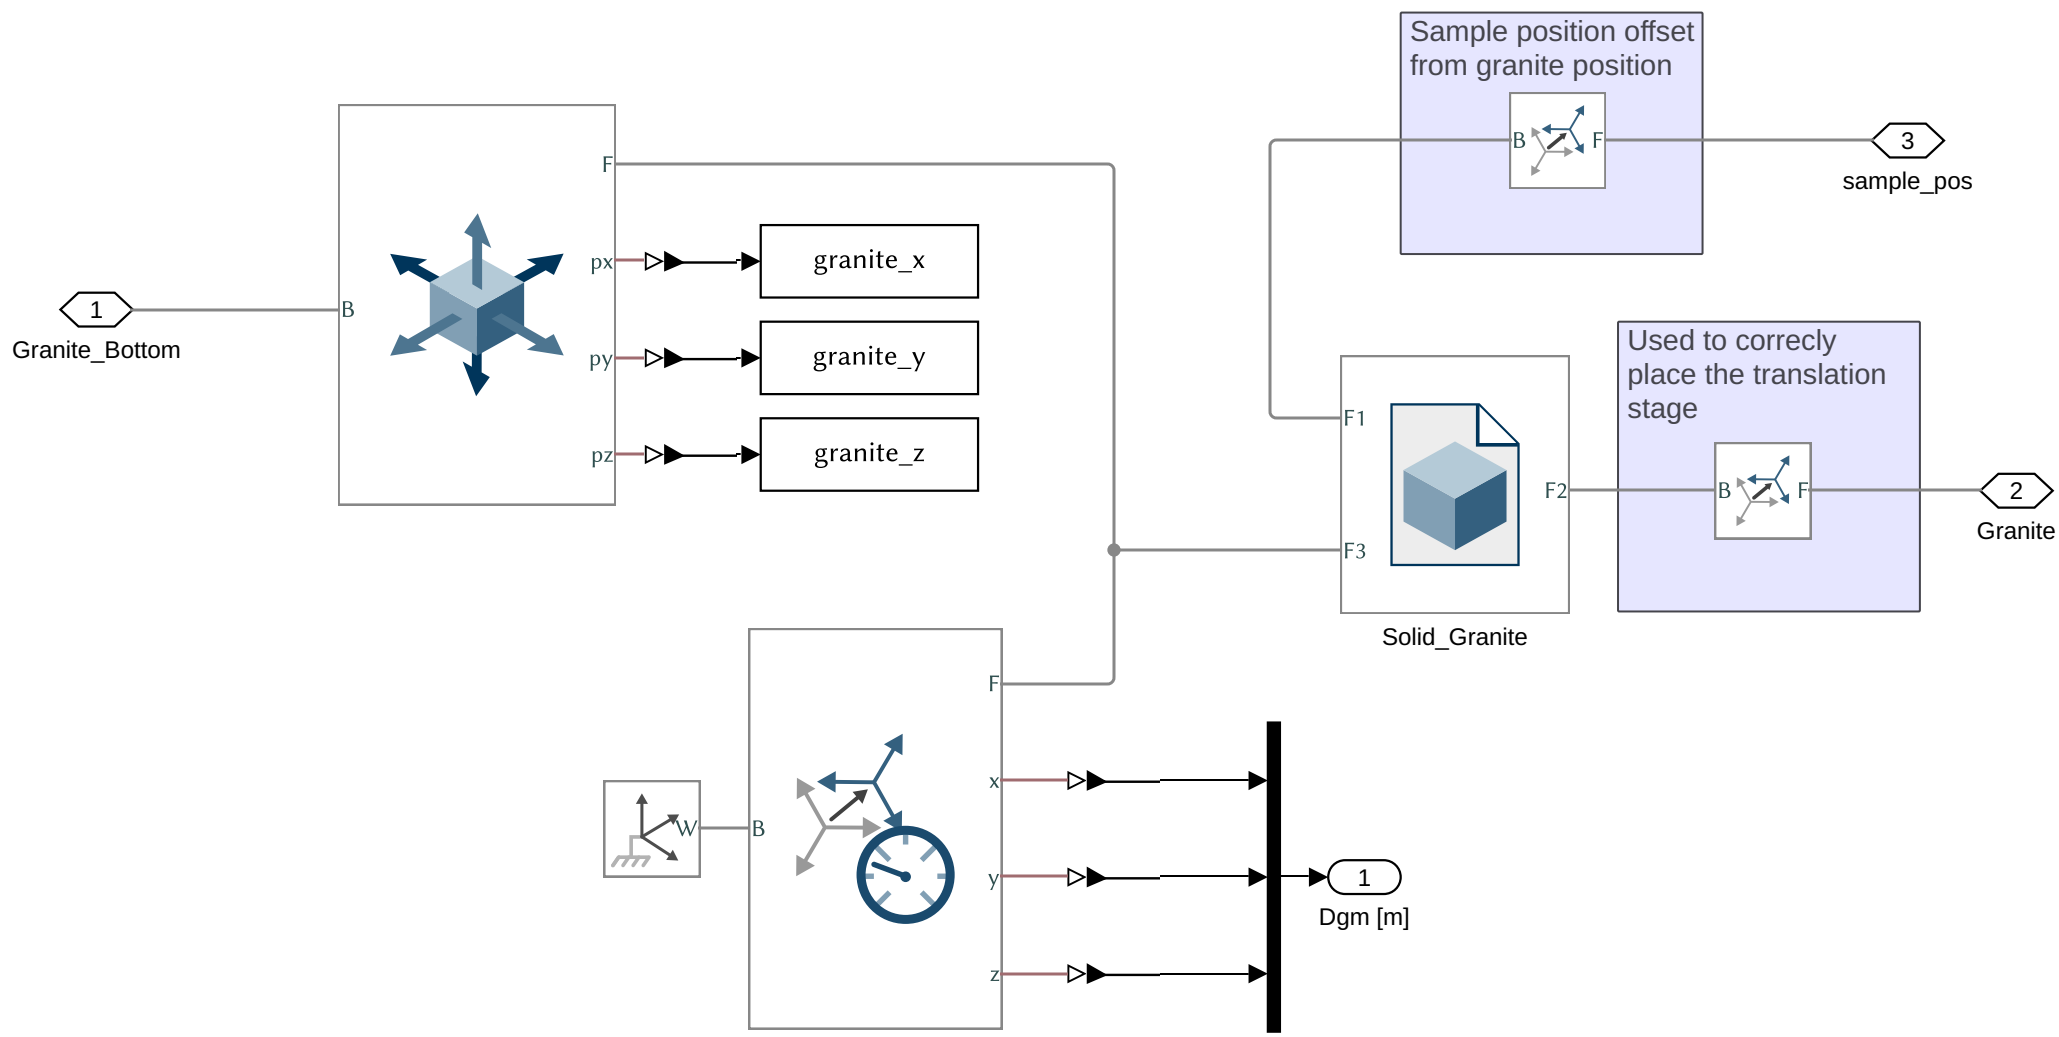 Sample position offset
from granite position
B
F
3
sample_pos
F
px
granite_x
1
B
Granite_Bottom
py
granite_y
pz
granite_z
Used to correcly
place the translation
stage
F1
F2
F3
B
F
2
Granite
Solid_Granite
F
x
W
B
y
z
1
Dgm [m]